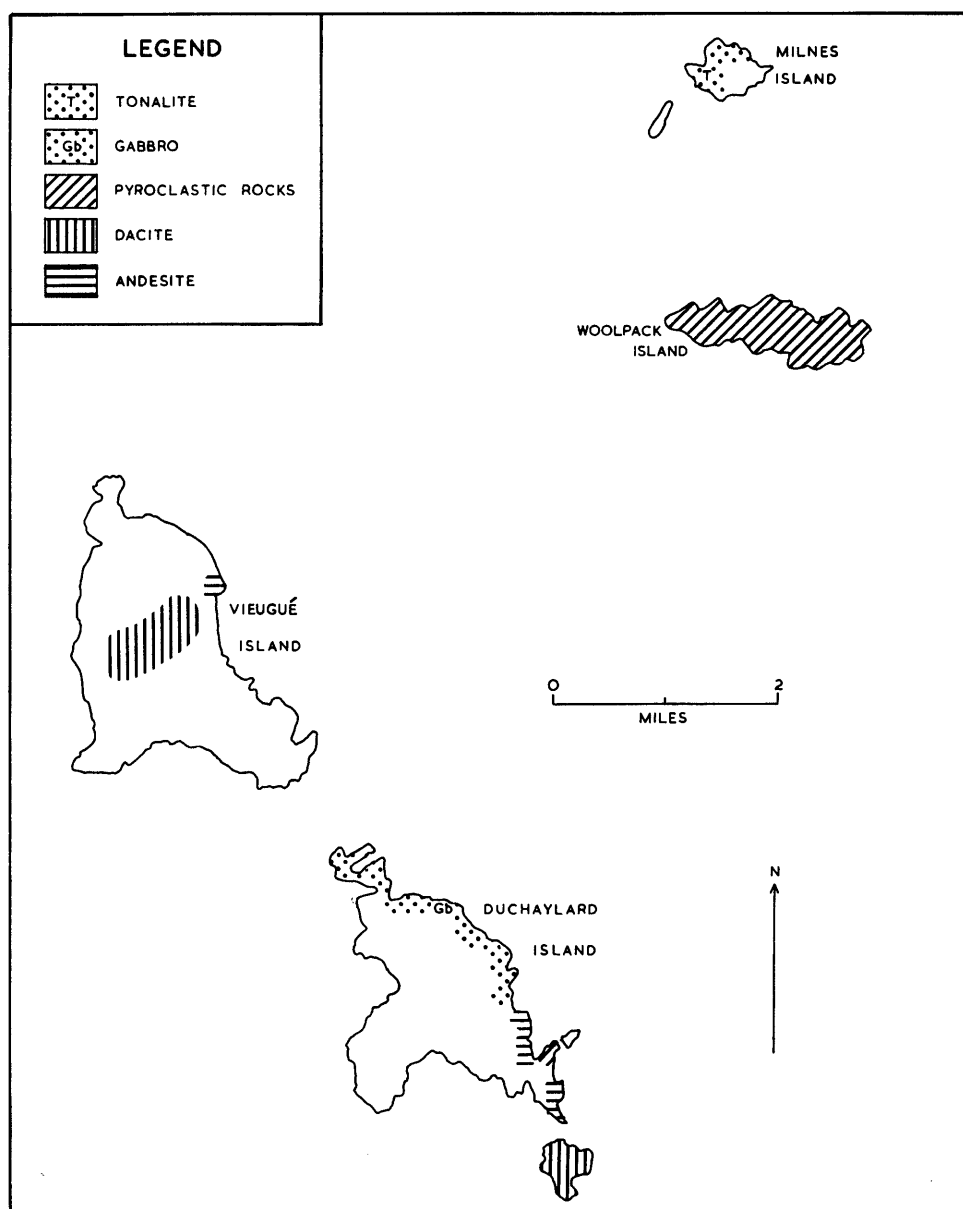 LEGEND
T TONALITE
Gb GABBRO
PYROCLASTIC ROCKS
DACITE
ANDESITE
MILNES
ISLAND
T
WOOLPACK
ISLAND
VIEUGUÉ
ISLAND
0 2
MILES
N
Gb DUCHAYLARD
ISLAND